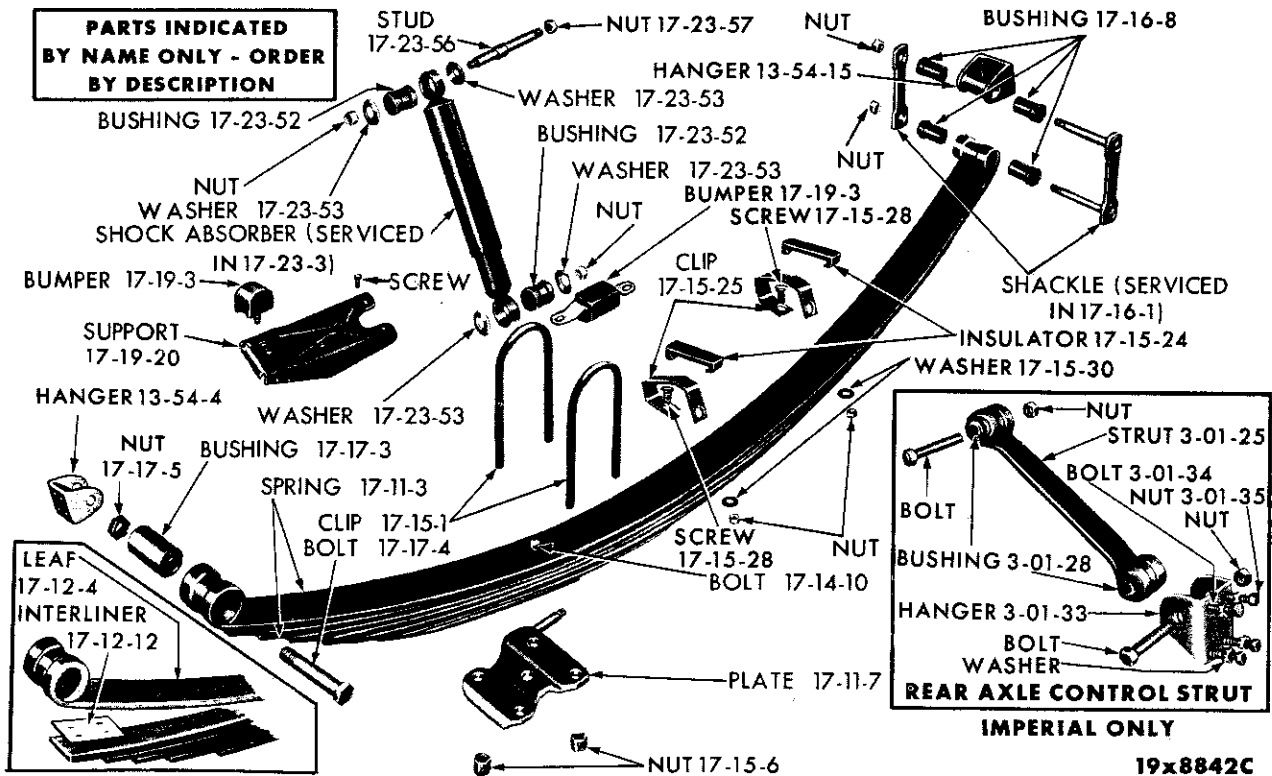 PARTS INDICATED
BY NAME ONLY - ORDER
BY DESCRIPTION
STUD
17-23-56
NUT 17-23-57
NUT
BUSHING 17-16-8
HANGER 13-54-15
WASHER 17-23-53
BUSHING 17-23-52
BUSHING 17-23-52
NUT
WASHER 17-23-53
NUT
WASHER 17-23-53
BUMPER 17-19-3
NUT
SCREW 17-15-28
SHOCK ABSORBER (SERVICED
IN 17-23-3)
BUMPER 17-19-3
SCREW
CLIP
17-15-25
SHACKLE (SERVICED
IN 17-16-1)
SUPPORT
17-19-20
INSULATOR 17-15-24
WASHER 17-15-30
HANGER 13-54-4
WASHER 17-23-53
NUT
17-17-5
BUSHING 17-17-3
SPRING 17-11-3
CLIP 17-15-1
BOLT 17-17-4
SCREW
17-15-28
NUT
BOLT 17-14-10
LEAF
17-12-4
INTERLINER
17-12-12
PLATE 17-11-7
NUT 17-15-6
NUT
STRUT 3-01-25
BOLT 3-01-34
NUT 3-01-35
NUT
BOLT
BUSHING 3-01-28
HANGER 3-01-33
BOLT
WASHER
REAR AXLE CONTROL STRUT
IMPERIAL ONLY
19x8842C